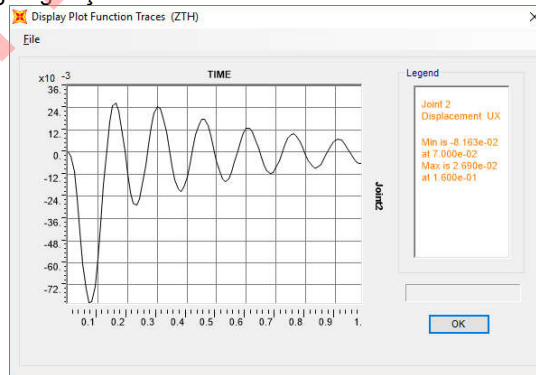 Display Plot Function Traces (ZTH)
File
x10 -3
TIME
36.
24.
12.
0.
-12.
-24.
-36.
-48.
-60.
-72.
0.1 0.2 0.3 0.4 0.5 0.6 0.7 0.8 0.9 1.
Joint2
Legend
Joint 2
Displacement UX
Min is -8.163e-02
at 7.000e-02
Max is 2.690e-02
at 1.600e-01
OK